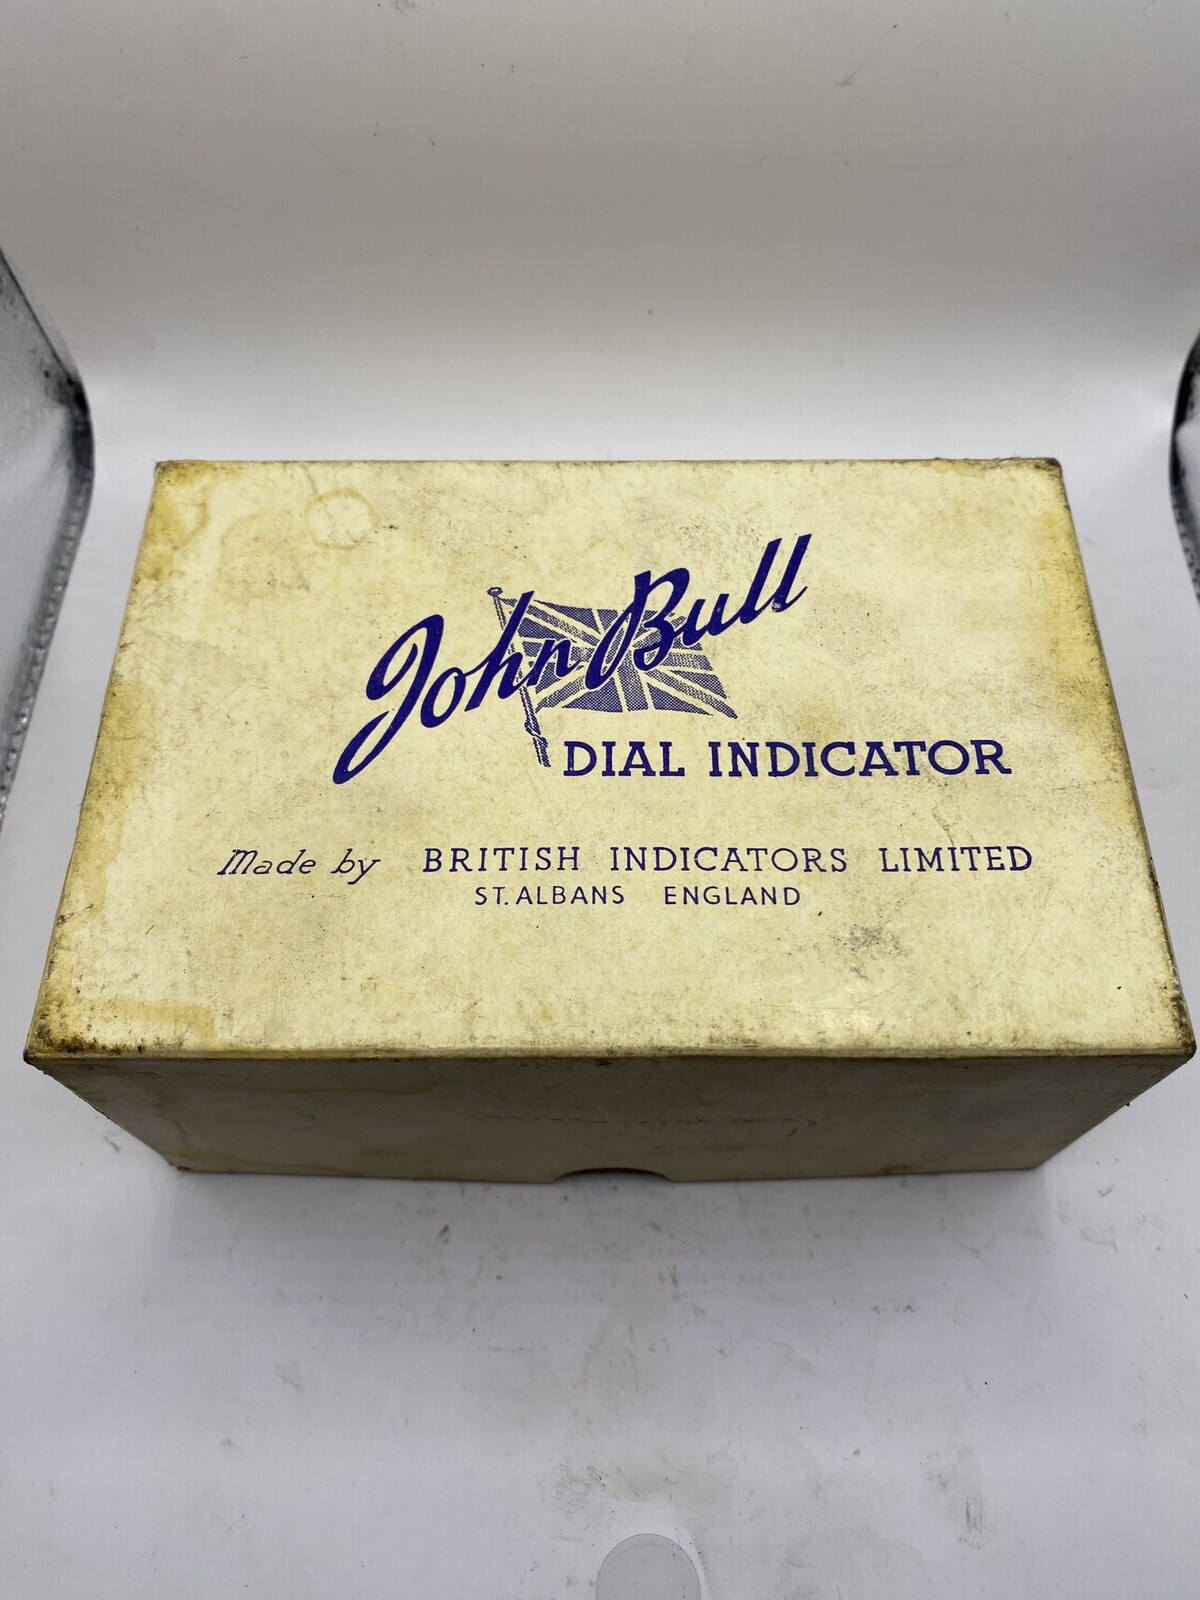 John Bull
DIAL INDICATOR
Made by BRITISH INDICATORS LIMITED
ST. ALBANS ENGLAND